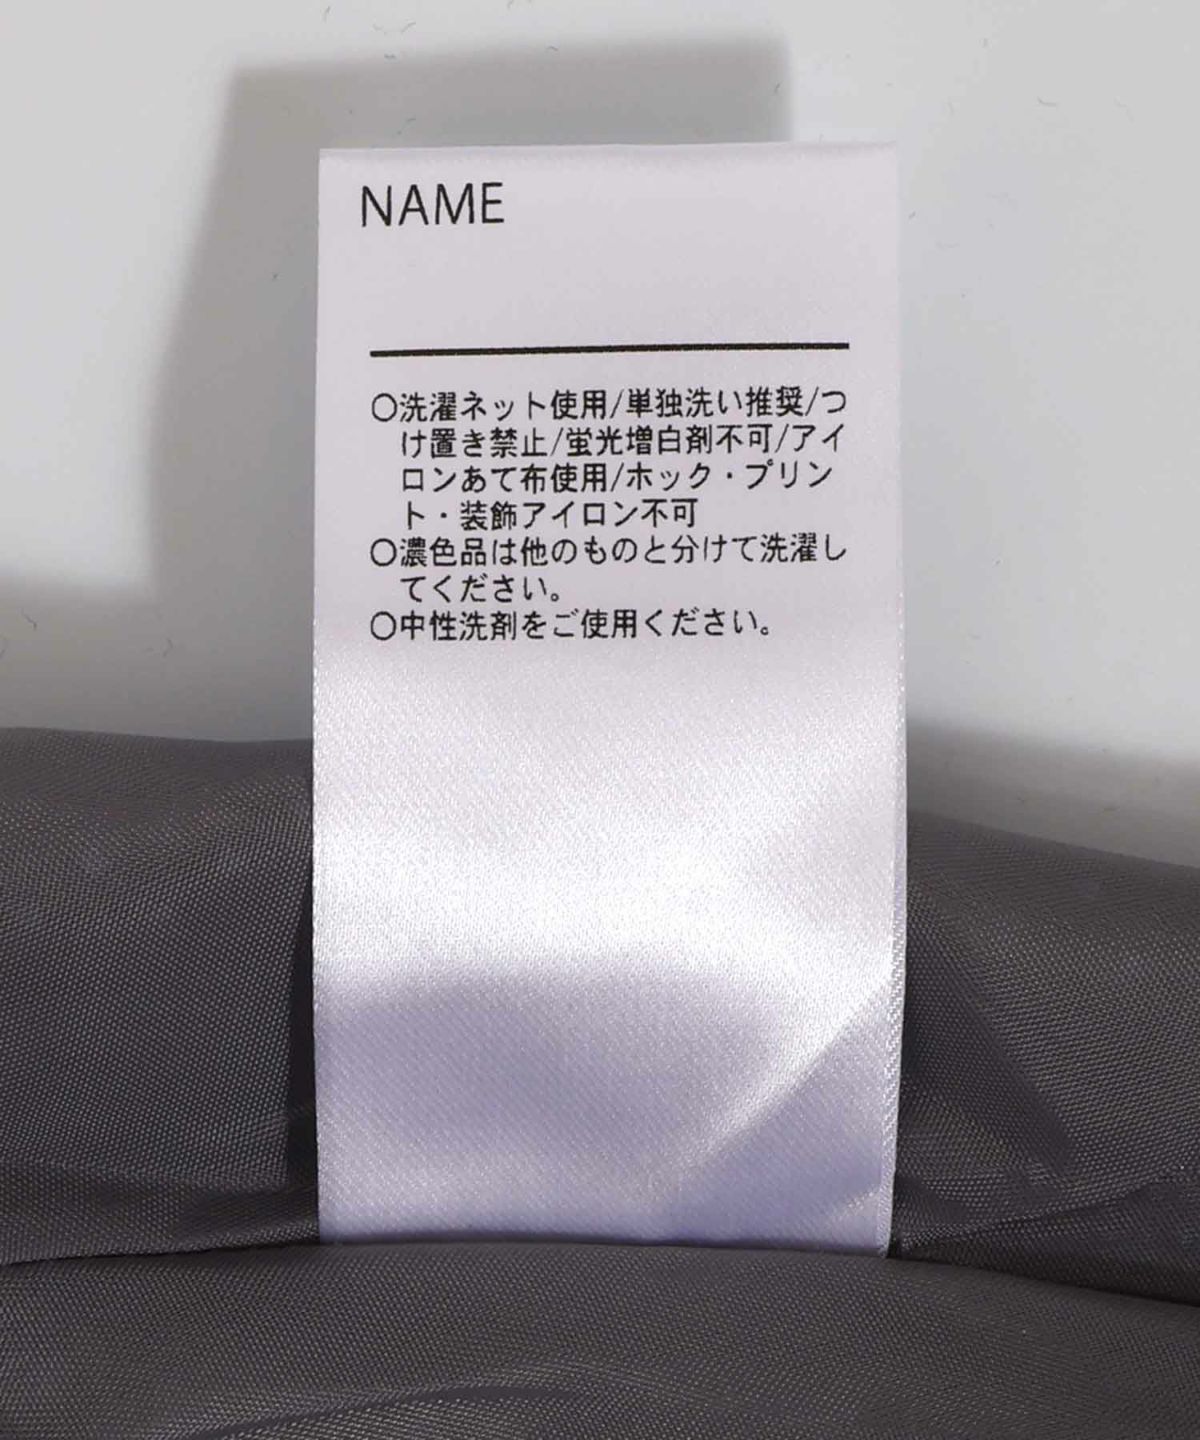 NAME
○洗濯ネット使用/単独洗い推奨/つ
け置き禁止/蛍光増白剤不可/アイ
ロンあて布使用/ホック・プリン
ト・装飾アイロン不可
○濃色品は他のものと分けて洗濯し
てください。
○中性洗剤をご使用ください。